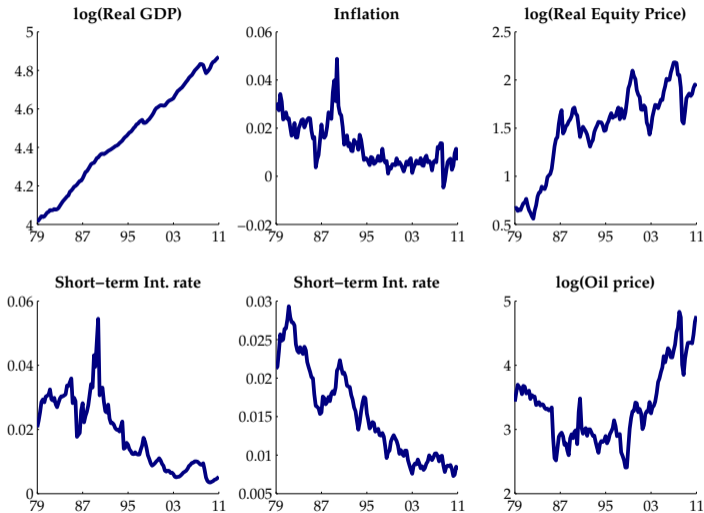 log(Real GDP) Inflation log(Real Equity Price)
5 0.06 2.5
4.8 0.04 2
4.6 0.02 1.5
4.4
4.2 0 1
4 −0.02 0.5
79 87 95 03 11 79 87 95 03 11 79 87 95 03 11
Short−term Int. rate Short−term Int. rate log(Oil price)
0.06 0.03 5
0.025
0.04 0.02 4
0.02 0.015 3
0.01
0 0.005 2
79 87 95 03 11 79 87 95 03 11 79 87 95 03 11